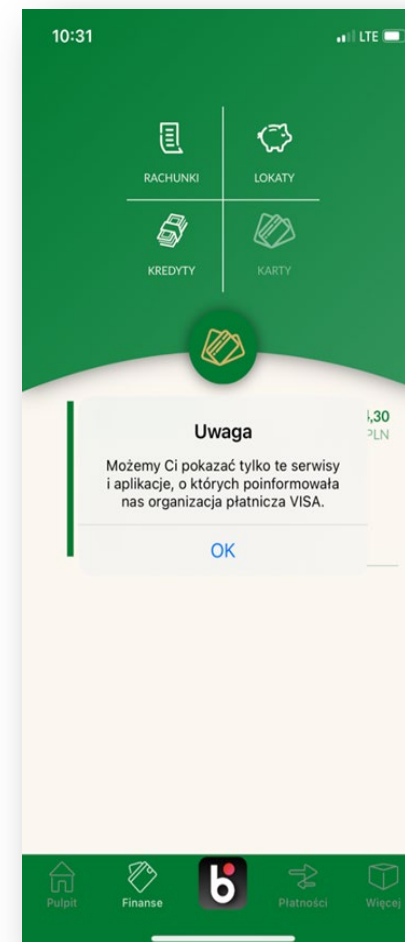 10:31
LTE
RACHUNKI
LOKATY
KREDYTY
KARTY
,30
PLN
Uwaga
Możemy Ci pokazać tylko te serwisy
i aplikacje, o których poinformowała
nas organizacja płatnicza VISA.
OK
Pulpit
Finanse
Płatności
Więcej